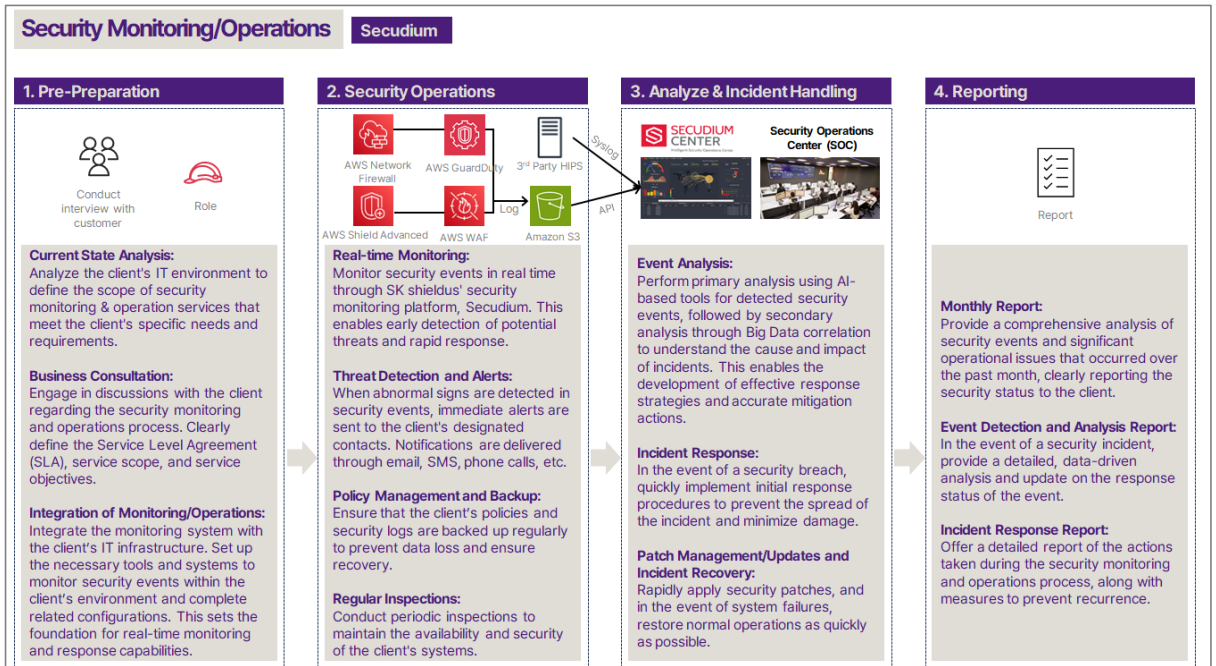 Security Monitoring/Operations
Secudium
1. Pre-Preparation
Conduct
interview with
customer
Role
Current State Analysis:
Analyze the client's IT environment to
define the scope of security
monitoring & operation services that
meet the client's specific needs and
requirements.
Business Consultation:
Engage in discussions with the client
regarding the security monitoring
and operations process. Clearly
define the Service Level Agreement
(SLA), service scope, and service
objectives.
Integration of Monitoring/Operations:
Integrate the monitoring system with
the client's IT infrastructure. Set up
the necessary tools and systems to
monitor security events within the
client's environment and complete
related configurations. This sets the
foundation for real-time monitoring
and response capabilities.
2. Security Operations
AWS Network
Firewall
AWS GuardDuty
3rd Party HIPS
Syslog
AWS Shield Advanced
AWS WAF
Log
Amazon S3
API
Real-time Monitoring:
Monitor security events in real time
through SK shieldus' security
monitoring platform, Secudium. This
enables early detection of potential
threats and rapid response.
Threat Detection and Alerts:
When abnormal signs are detected in
security events, immediate alerts are
sent to the client's designated
contacts. Notifications are delivered
through email, SMS, phone calls, etc.
Policy Management and Backup:
Ensure that the client's policies and
security logs are backed up regularly
to prevent data loss and ensure
recovery.
Regular Inspections:
Conduct periodic inspections to
maintain the availability and security
of the client's systems.
3. Analyze & Incident Handling
SECUDIUM
CENTER
Intelligent Security Operations Center
Security Operations
Center (SOC)
Event Analysis:
Perform primary analysis using AI-
based tools for detected security
events, followed by secondary
analysis through Big Data correlation
to understand the cause and impact
of incidents. This enables the
development of effective response
strategies and accurate mitigation
actions.
Incident Response:
In the event of a security breach,
quickly implement initial response
procedures to prevent the spread of
the incident and minimize damage.
Patch Management/Updates and
Incident Recovery:
Rapidly apply security patches, and
in the event of system failures,
restore normal operations as quickly
as possible.
4. Reporting
Report
Monthly Report:
Provide a comprehensive analysis of
security events and significant
operational issues that occurred over
the past month, clearly reporting the
security status to the client.
Event Detection and Analysis Report:
In the event of a security incident,
provide a detailed, data-driven
analysis and update on the response
status of the event.
Incident Response Report:
Offer a detailed report of the actions
taken during the security monitoring
and operations process, along with
measures to prevent recurrence.